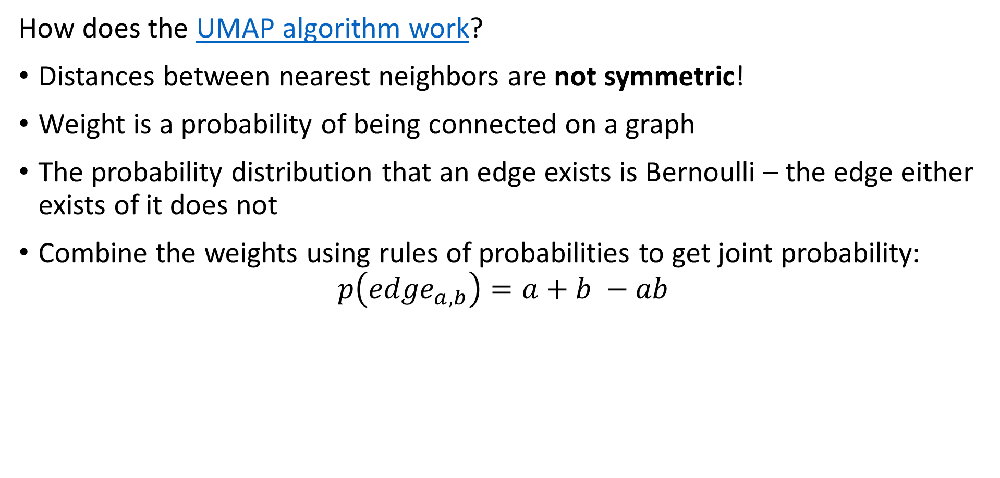 How does the UMAP algorithm work?
• Distances between nearest neighbors are not symmetric!
• Weight is a probability of being connected on a graph
• The probability distribution that an edge exists is Bernoulli – the edge either
exists of it does not
• Combine the weights using rules of probabilities to get joint probability:
p(edge_{a,b}) = a + b − ab